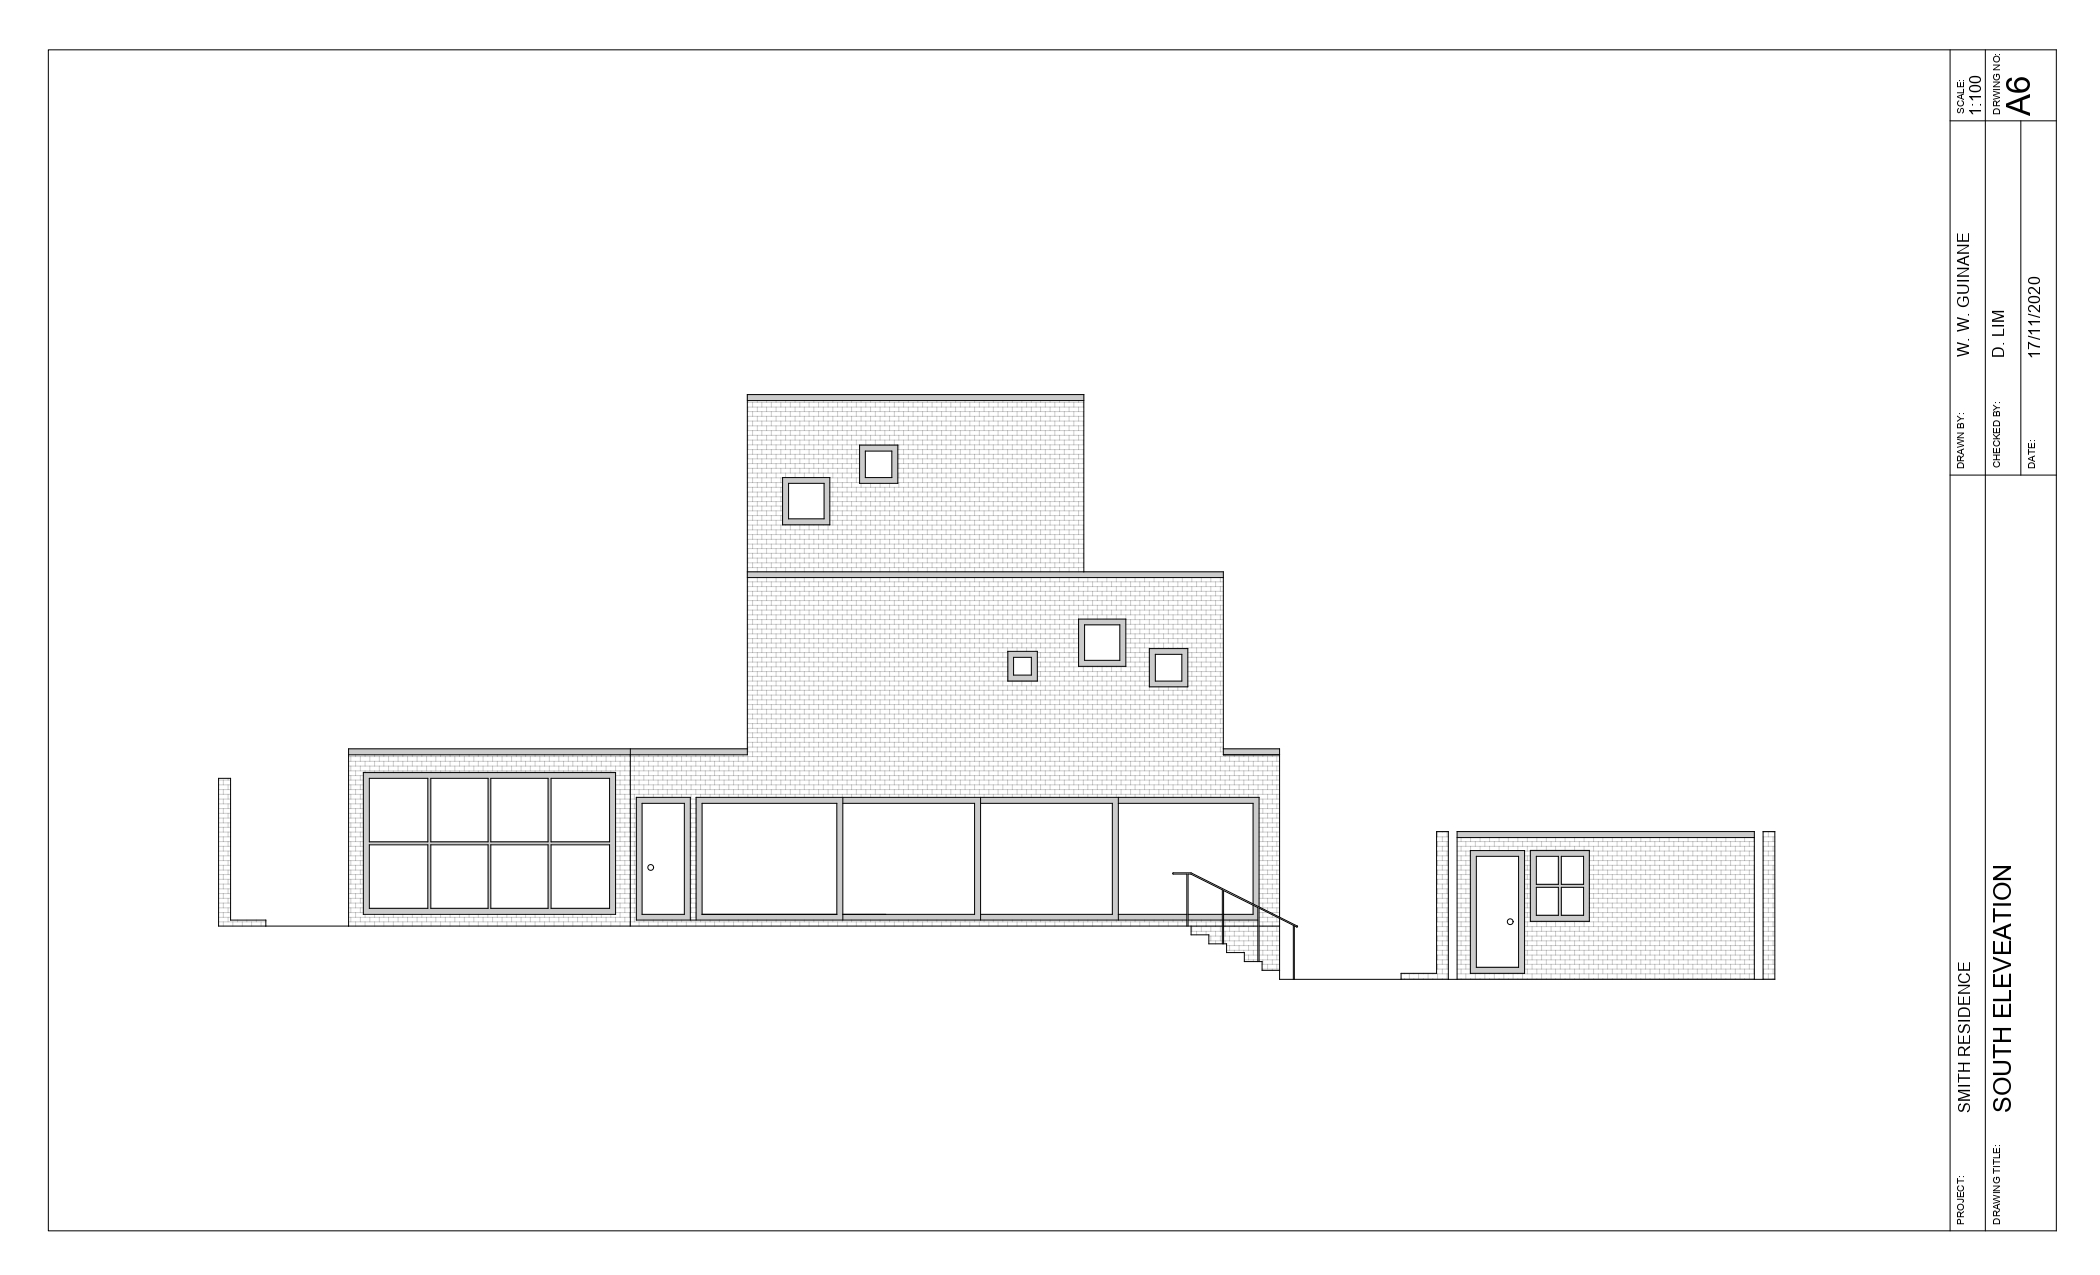 PROJECT:
SMITH RESIDENCE
DRAWN BY:
W. W. GUINANE
SCALE:
1:100
DRAWING TITLE:
SOUTH ELEVEATION
CHECKED BY:
D. LIM
DATE:
17/11/2020
DRWING NO:
A6